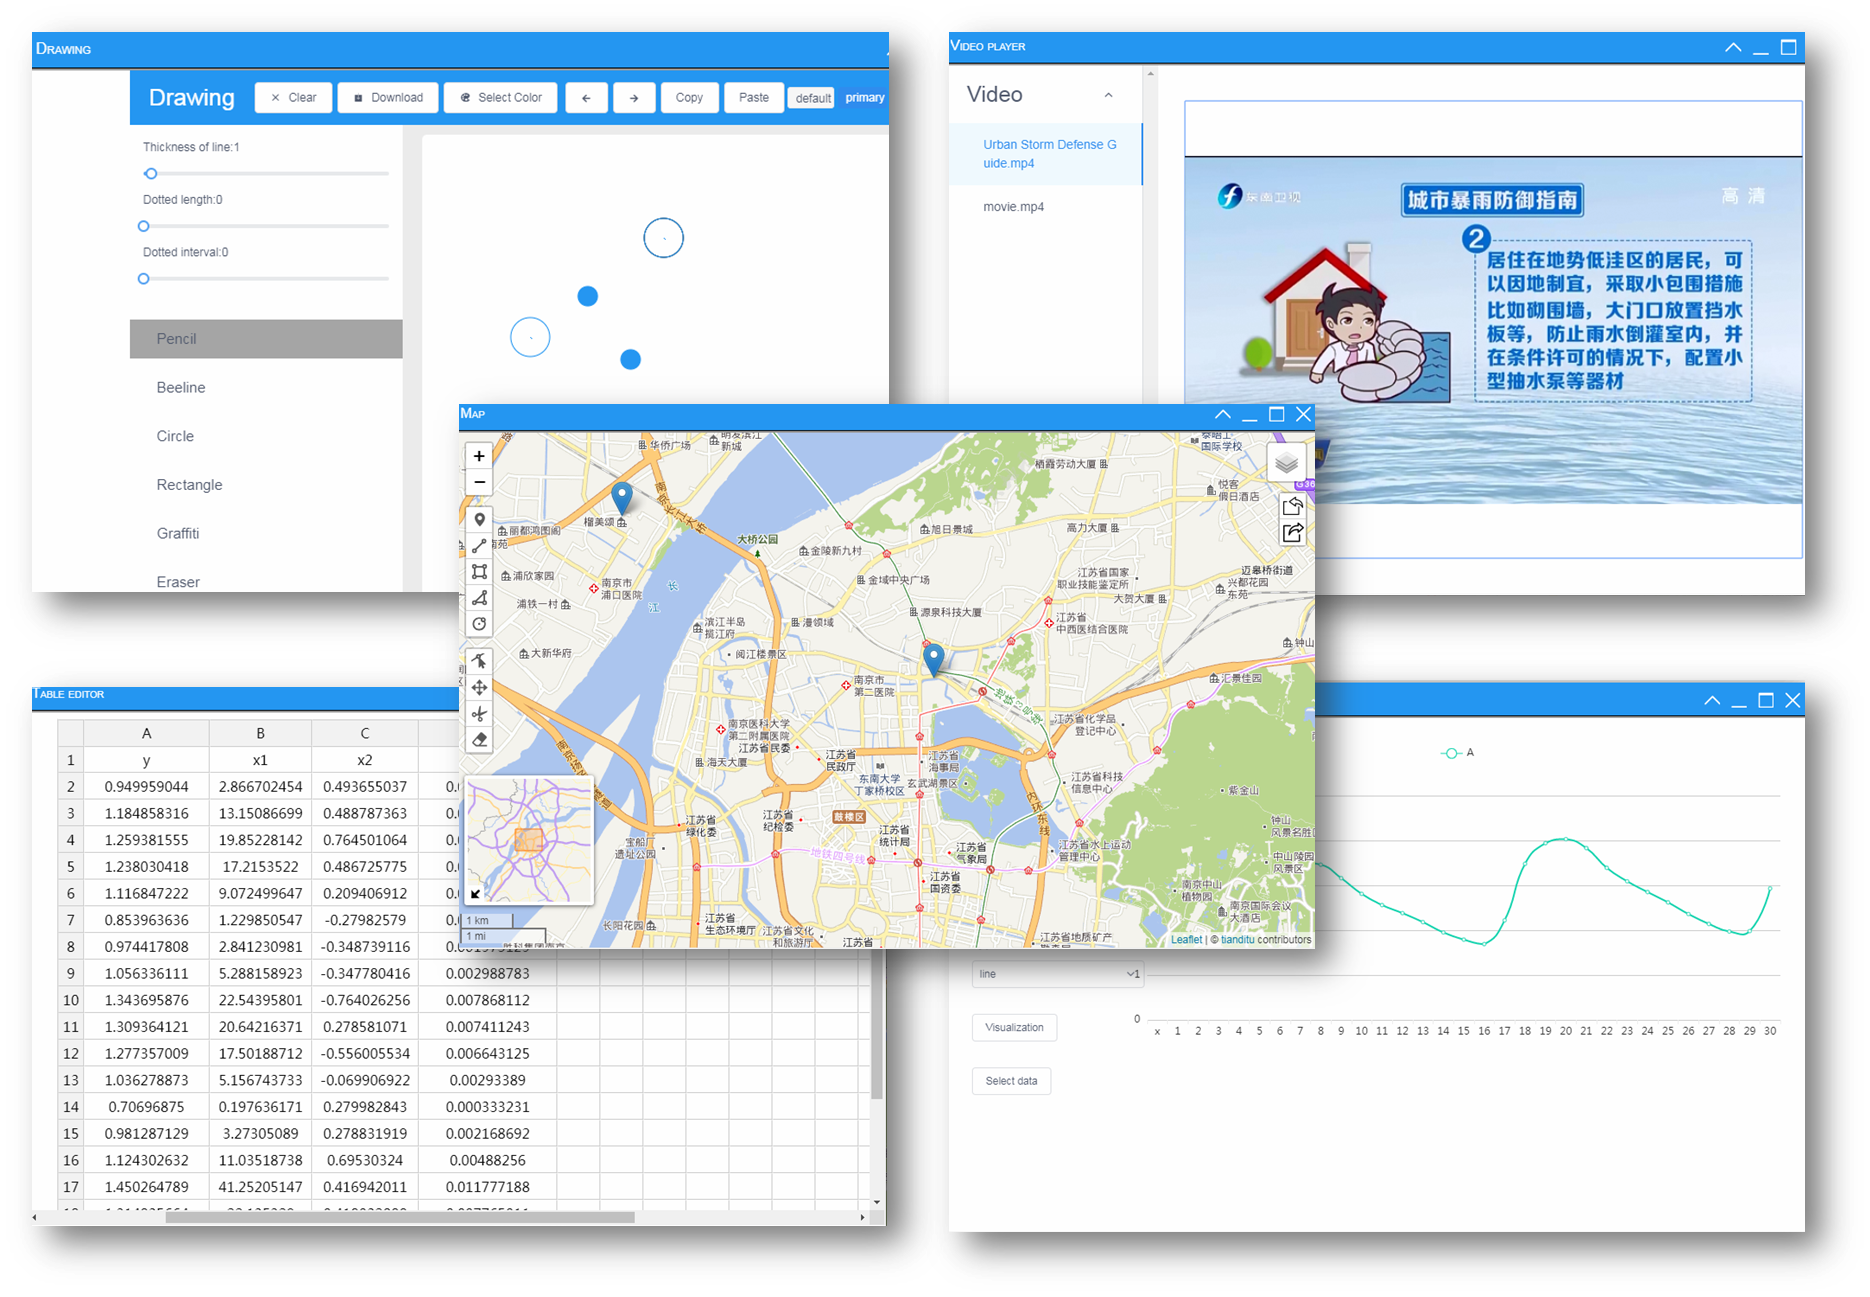 DRAWING
Drawing
Clear
Download
Select Color
Copy
Paste
default
primary
Thickness of line:1
Dotted length:0
Dotted interval:0
Pencil
Beeline
Circle
Rectangle
Graffiti
Eraser
VIDEO PLAYER
Video
Urban Storm Defense G
uide.mp4
movie.mp4
东南卫视
高清
城市暴雨防御指南
2
居住在地势低洼区的居民，可
以因地制宜，采取小包围措施
比如砌围墙，大门口放置挡水
板等，防止雨水倒灌室内，并
在条件许可的情况下，配置小
型抽水泵等器材
MAP
+
−
华侨广场
明发滨江
新城
国际学校
栖霞劳动大厦
悦客
假日酒店
G36
榴美颂
丽都鸿图阁
南苑
南京长江大桥
大桥公园
金陵新九村
旭日景城
高力大厦
浦欣家园
南京市
浦口医院
长
江
金域中央广场
江苏省国家
职业技能鉴定所
迈皋桥街道
兴都花园
东苑
浦铁一村
大贺大厦
源泉科技大厦
滨江半岛
揽江府
漫领域
江苏省
中西医结合医院
钟山
大新华府
阅江楼景区
南京市
第二医院
地铁3号线
汇景佳园
南京医科大学
第二附属医院
江苏省民委
江苏省化学品
登记中心
海天大厦
江苏省
民政厅
江苏省
海事局
东南大学
丁家桥校区
玄武湖景区
江苏省科技
信息中心
紫金山
内环东线
鼓楼区
江苏省
纪检委
江苏省
绿化委
江苏省
统计局
钟山
风景名胜区
宝船厂
遗址公园
地铁四号线
江苏省
气象局
江苏省水上运动
管理中心
中山陵园
风景区
江苏省
国资委
南京中山
植物园
南京国际会议
大酒店
长阳花园
江苏省
生态环境厅
江苏省文化
和旅游厅
江苏省
江苏省地质矿产
1 km
1 mi
Leaflet | © tianditu contributors
TABLE EDITOR
A B C
1 y x1 x2
2 0.949959044 2.866702454 0.493655037
3 1.184858316 13.15086699 0.488787363
4 1.259381555 19.85228142 0.764501064
5 1.238030418 17.2153522 0.486725775
6 1.116847222 9.072499647 0.209406912
7 0.853963636 1.229850547 -0.27982579
8 0.974417808 2.841230981 -0.348739116
9 1.056336111 5.288158923 -0.347780416 0.002988783
10 1.343695876 22.54395801 -0.764026256 0.007868112
11 1.309364121 20.64216371 0.278581071 0.007411243
12 1.277357009 17.50188712 -0.556005534 0.006643125
13 1.036278873 5.156743733 -0.069906922 0.00293389
14 0.70696875 0.197636171 0.279982843 0.000333231
15 0.981287129 3.27305089 0.278831919 0.002168692
16 1.124302632 11.03518738 0.69530324 0.00488256
17 1.450264789 41.25205147 0.416942011 0.011777188
A
line
1
Visualization
0
x 1 2 3 4 5 6 7 8 9 10 11 12 13 14 15 16 17 18 19 20 21 22 23 24 25 26 27 28 29 30
Select data